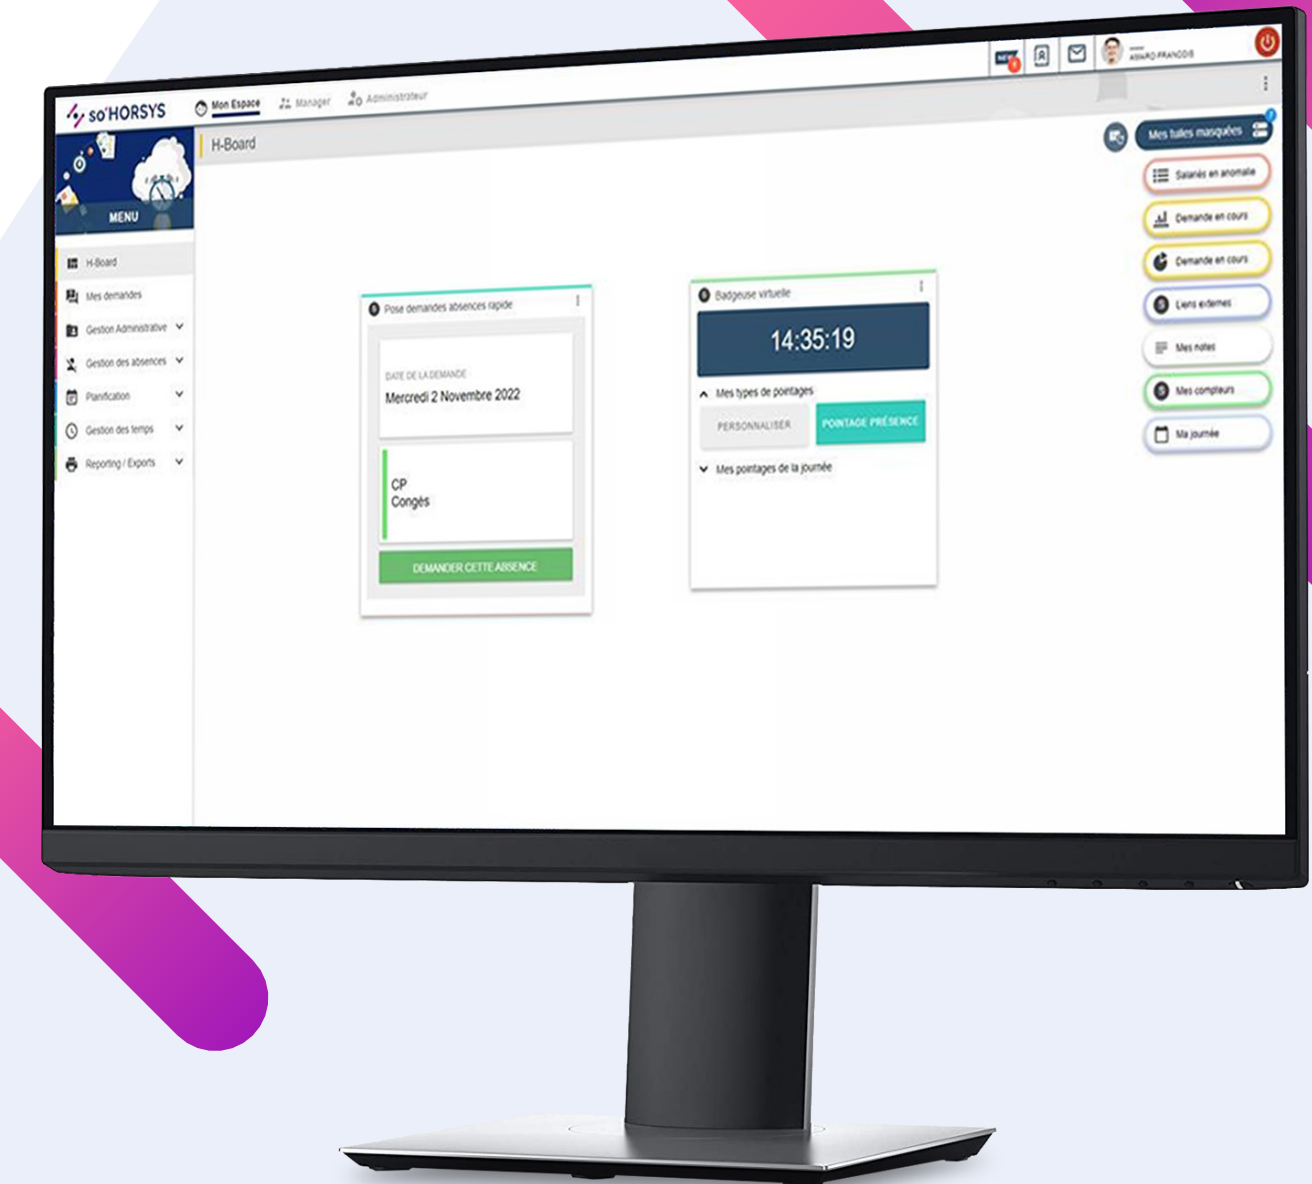 so'HORSYS
Mon Espace
Manager
Administrateur
NEW
H-Board
MENU
H-Board
Mes demandes
Gestion Administrative
Gestion des absences
Planification
Gestion des temps
Reporting / Exports
Pose demandes absences rapide
DATE DE LA DEMANDE
Mercredi 2 Novembre 2022
CP
Congés
DEMANDER CETTE ABSENCE
Badgeuse virtuelle
14:35:19
Mes types de pointages
PERSONNALISER
POINTAGE PRÉSENCE
Mes pointages de la journée
Mes tuiles masquées
Salariés en anomalie
Demande en cours
Demande en cours
Liens externes
Mes notes
Mes compteurs
Ma journée